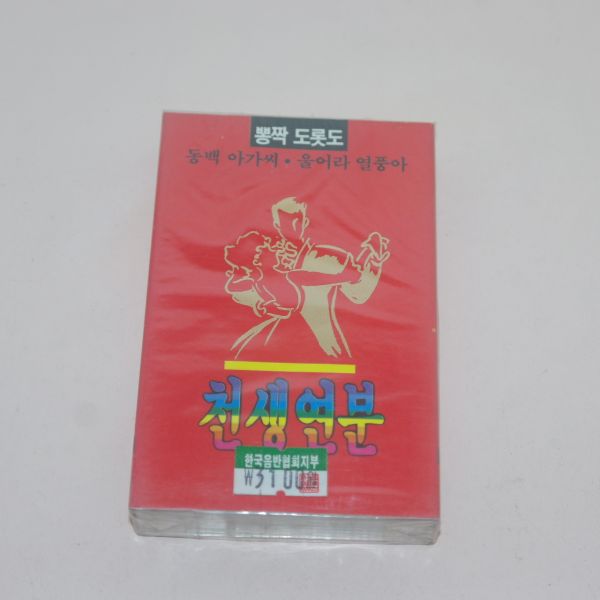 뽕짝 도롯도
동백 아가씨 • 울어라 열풍아
천생연분
한국음반협회지부
₩3100